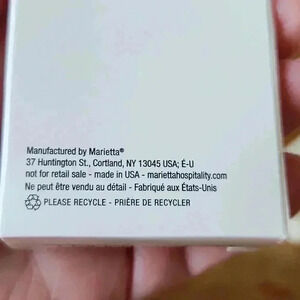 Manufactured by Marietta®
37 Huntington St., Cortland, NY 13045 USA; É-U
not for retail sale - made in USA - mariettahospitality.com
Ne peut être vendu au détail - Fabriqué aux États-Unis
PLEASE RECYCLE - PRIÈRE DE RECYCLER